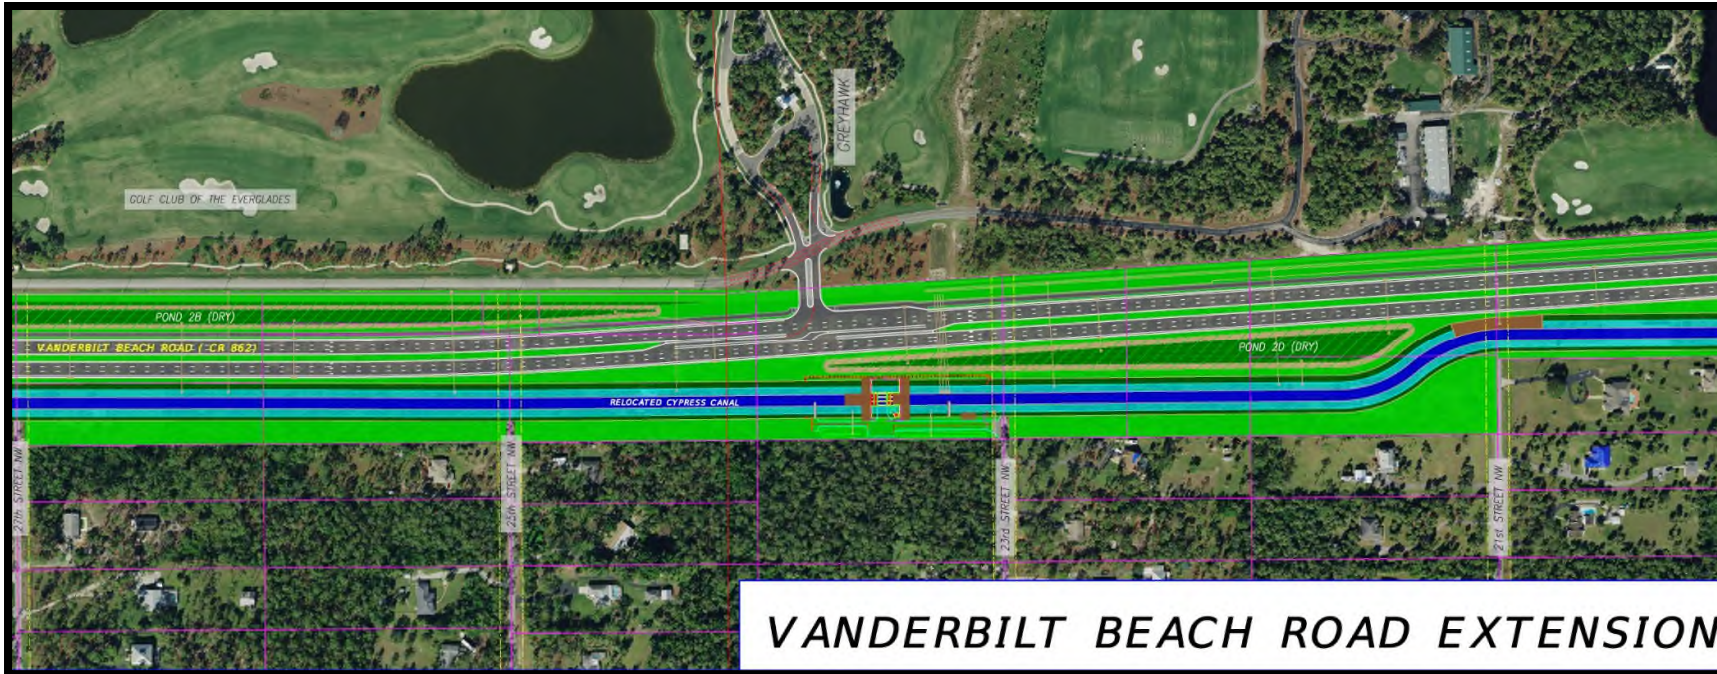 GREYHAWK
GOLF CLUB OF THE EVERGLADES
POND 2B (DRY)
VANDERBILT BEACH ROAD ( CR 862)
POND 2D (DRY)
RELOCATED CYPRESS CANAL
27th STREET NW
25th STREET NW
23rd STREET NW
21st STREET NW
VANDERBILT BEACH ROAD EXTENSION